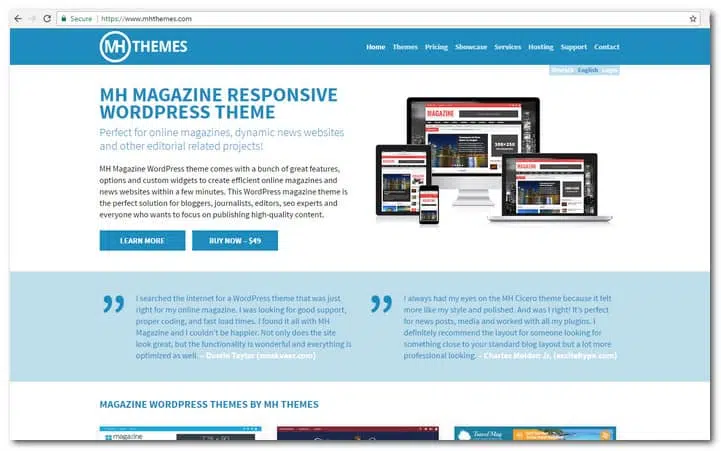 Secure https://www.mhthemes.com
MH THEMES
Home Themes Pricing Showcase Services Hosting Support Contact
Deutsch English Login
MH MAGAZINE RESPONSIVE
WORDPRESS THEME
Perfect for online magazines, dynamic news websites
and other editorial related projects!
MH Magazine WordPress theme comes with a bunch of great features,
options and custom widgets to create efficient online magazines and
news websites within a few minutes. This WordPress magazine theme is
the perfect solution for bloggers, journalists, editors, seo experts and
everyone who wants to focus on publishing high-quality content.
LEARN MORE
BUY NOW – $49
MAGAZINE
300×250
I searched the internet for a WordPress theme that was just
right for my online magazine. I was looking for good support,
proper coding, and fast load times. I found it all with MH
Magazine and I couldn't be happier. Not only does the site
look great, but the functionality is wonderful and everything is
optimized as well. – Dustin Taylor
I always had my eyes on the MH Cicero theme because it felt
more like my style and polished. And was I right! It's perfect
for news posts, media and worked with all my plugins. I
definitely recommend the layout for someone looking for
something close to your standard blog layout but a lot more
professional looking. – Charles Meldon Jr,
MAGAZINE WORDPRESS THEMES BY MH THEMES
magazine
Travel Mag